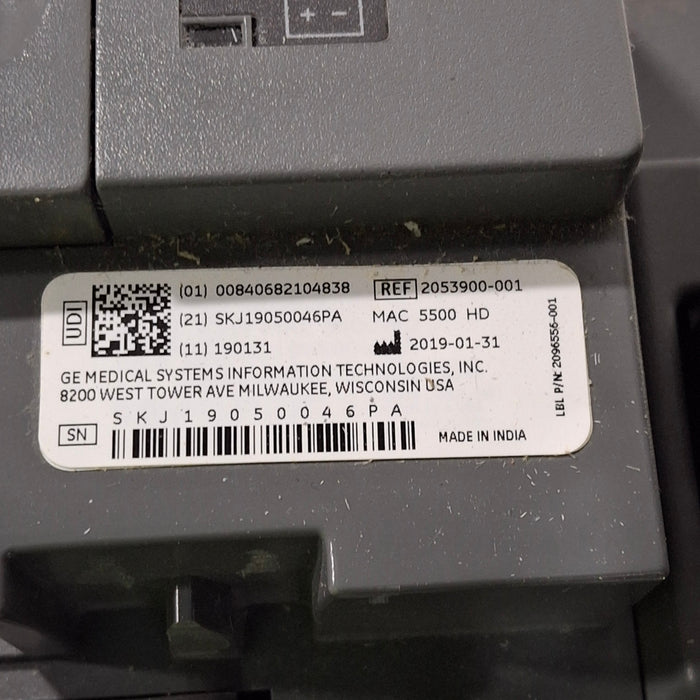 + −
UDI
(01) 00840682104838
(21) SKJ19050046PA
(11) 190131
REF 2053900-001
MAC 5500 HD
2019-01-31
GE MEDICAL SYSTEMS INFORMATION TECHNOLOGIES, INC.
8200 WEST TOWER AVE MILWAUKEE, WISCONSIN USA
SKJ19050046PA
SN
MADE IN INDIA
LBL P/N: 2096556-001